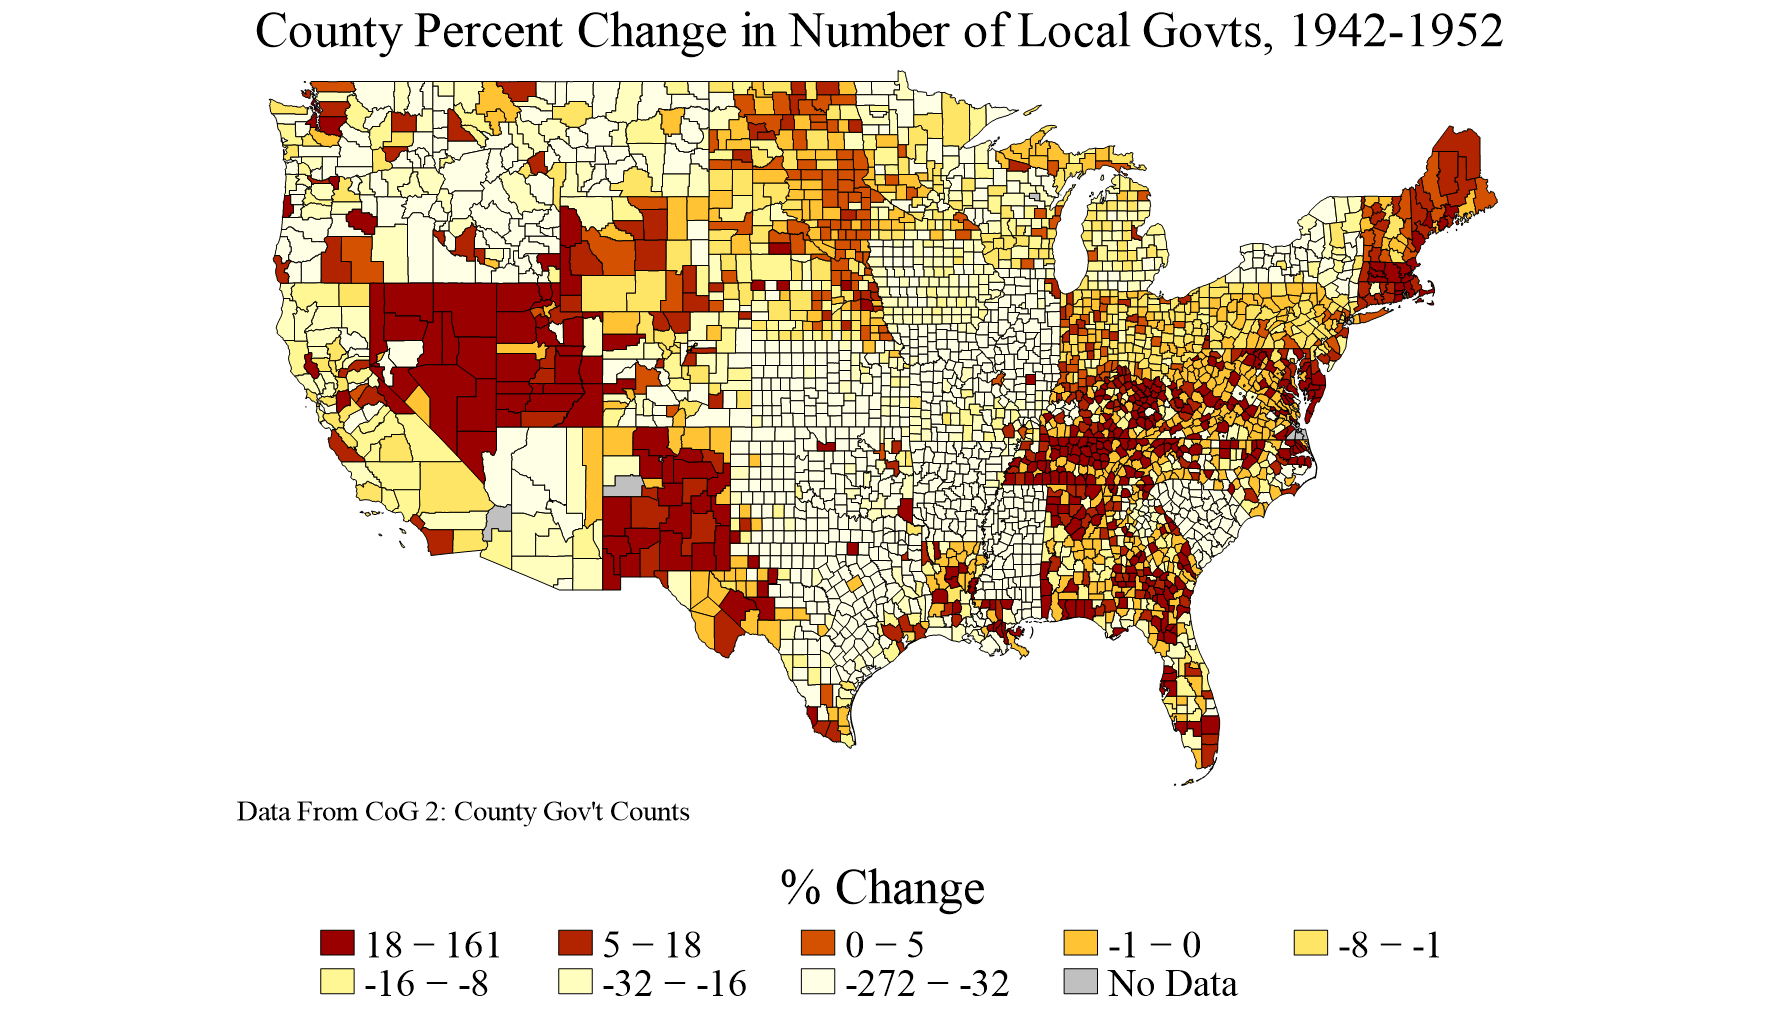 County Percent Change in Number of Local Govts, 1942-1952
Data From CoG 2: County Gov't Counts
% Change
18 − 161 5 − 18 0 − 5 -1 − 0 -8 − -1
-16 − -8 -32 − -16 -272 − -32 No Data